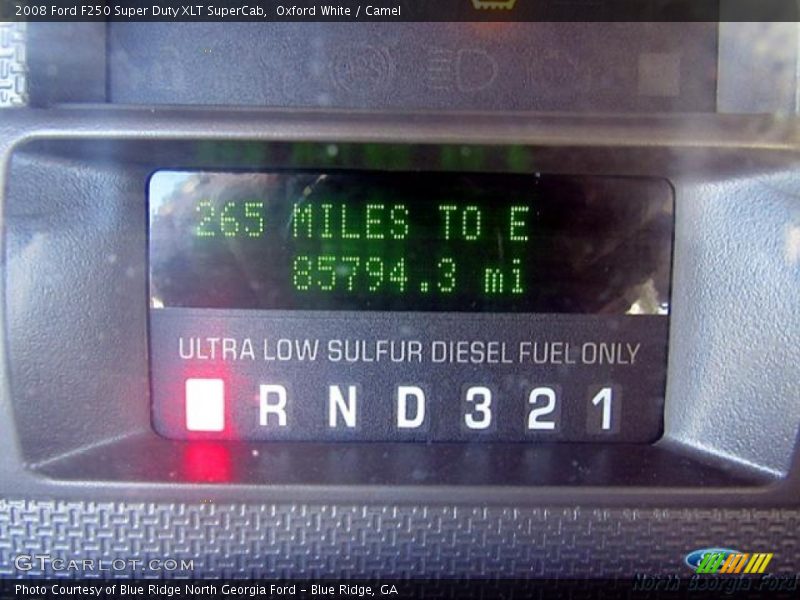 2008 Ford F250 Super Duty XLT SuperCab,  Oxford White / Camel
265 MILES TO E
85794.3 mi
ULTRA LOW SULFUR DIESEL FUEL ONLY
R N D 3 2 1
GTCARLOT.COM
North Georgia Ford
Photo Courtesy of Blue Ridge North Georgia Ford – Blue Ridge, GA